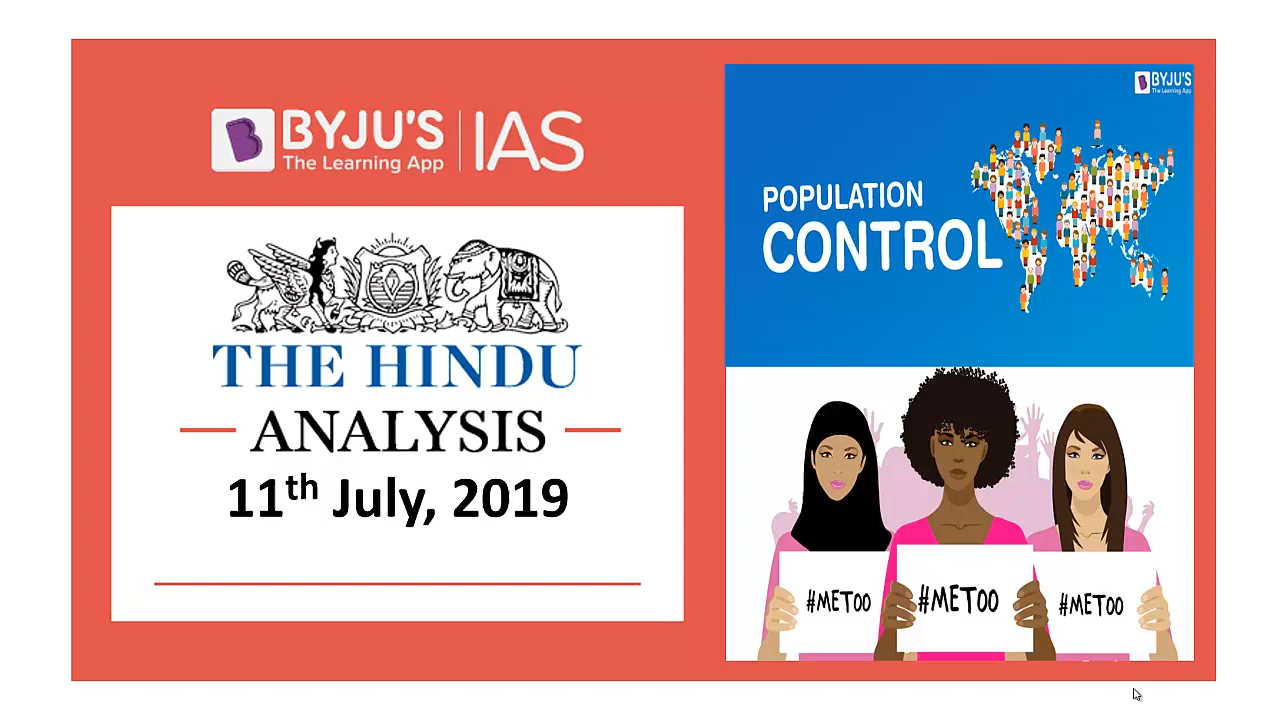 BYJU'S
The Learning App
IAS
THE HINDU
ANALYSIS
11th July, 2019
BYJU'S
The Learning App
POPULATION
CONTROL
#METOO
#METOO
#METOO